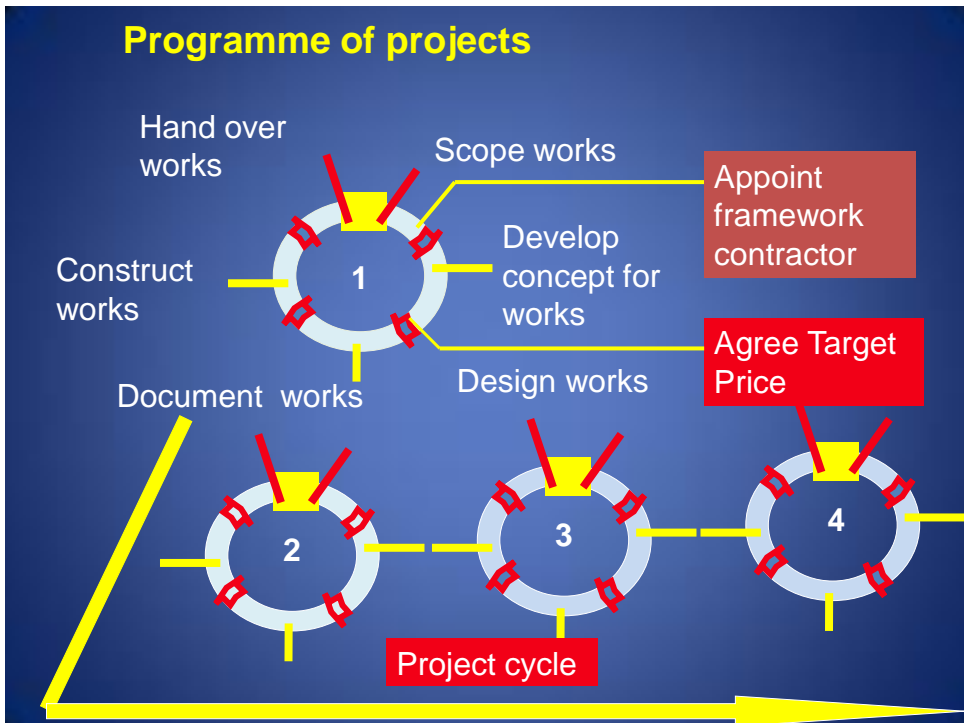 Programme of projects
Hand over
works
Scope works
Appoint
framework
contractor
Develop
concept for
works
Construct
works
1
Agree Target
Price
Design works
Document  works
2
3
4
Project cycle